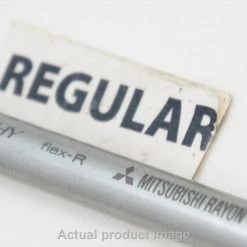 REGULAR
flex-R
MITSUBISHI RAYON
Actual product image